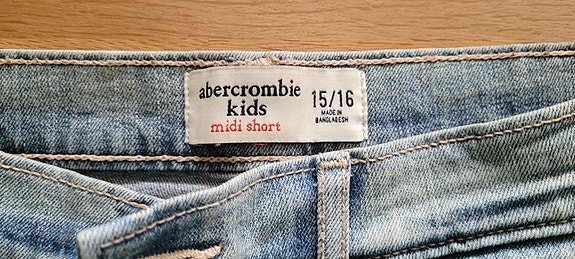 abercrombie
kids
midi short
15/16
MADE IN
BANGLADESH